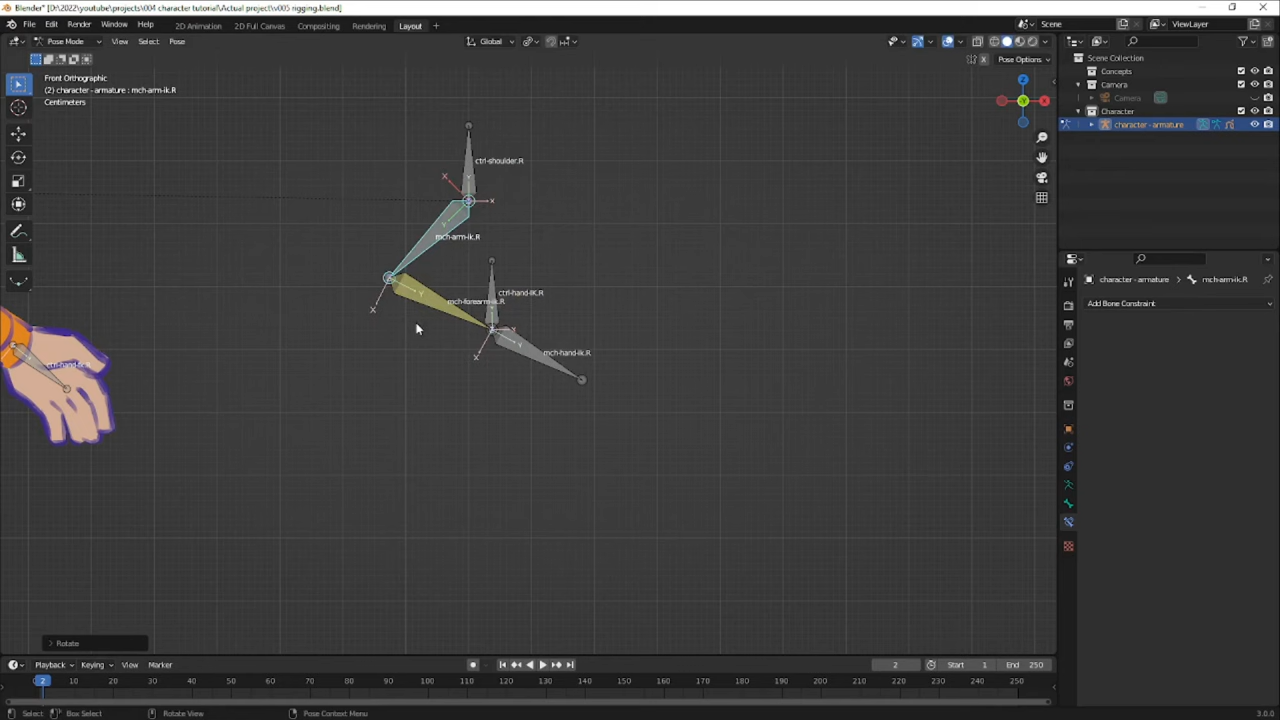 Blender* [D:\2022\youtube\projects\004 character tutorial\Actual project\v005 rigging.blend]
File Edit Render Window Help 2D Animation 2D Full Canvas Compositing Rendering Layout + Scene ViewLayer
Pose Mode View Select Pose Global
X Pose Options
Front Orthographic
(2) character - armature : mch-arm-ik.R
Centimeters
Scene Collection
Concepts
Camera
Camera
Character
character - armature
Z
Y
X
ctrl-shoulder.R
mch-arm-ik.R
ctrl-hand-IK.R
mch-forearm-ik.R
mch-hand-ik.R
character - armature > mch-arm-ik.R
Add Bone Constraint
> Rotate
Playback Keying View Marker 2 Start 1 End 250
2 10 20 30 40 50 60 70 80 90 100 110 120 130 140 150 160 170 180 190 200 210 220 230 240 250
Select Box Select Rotate View Pose Context Menu 3.0.0